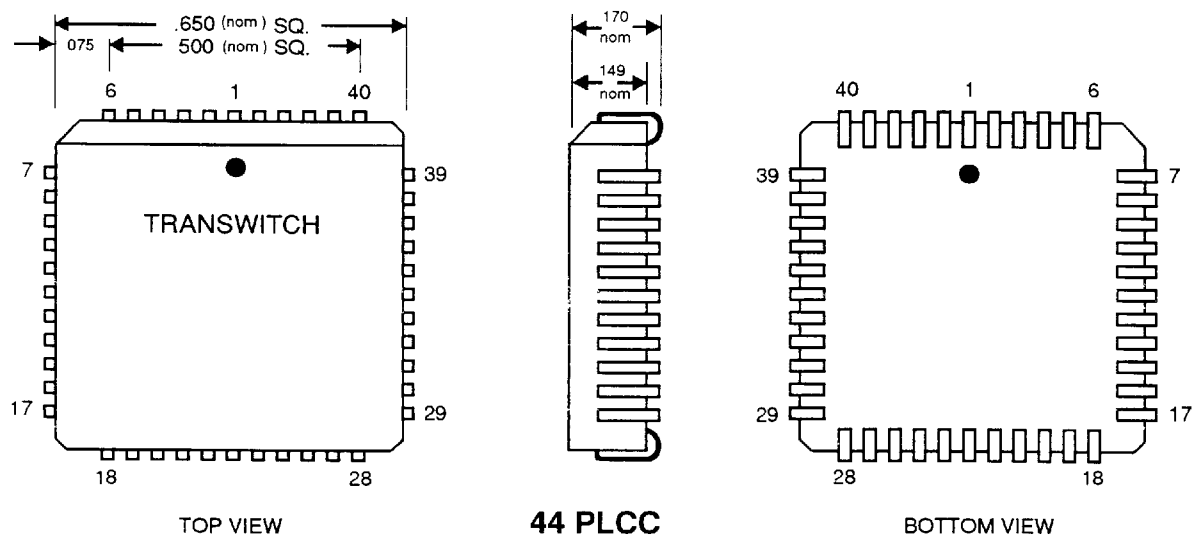 .650 (nom) SQ.
075 500 (nom) SQ.
6 1 40
7 39
TRANSWITCH
17 29
18 28
TOP VIEW
170
nom
149
nom
44 PLCC
40 1 6
39 7
29 17
28 18
BOTTOM VIEW